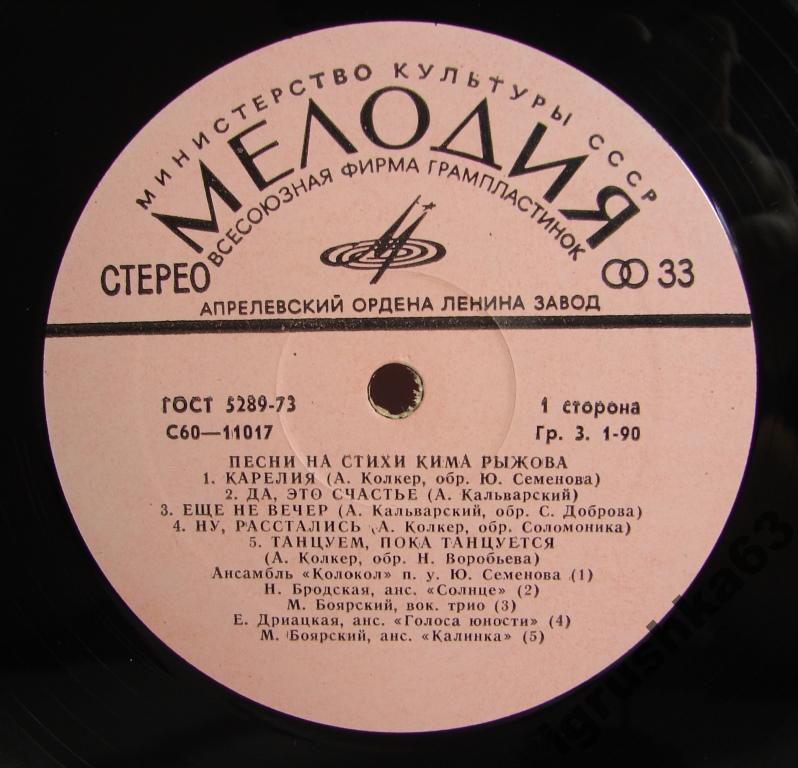 МИНИСТЕРСТВО КУЛЬТУРЫ СССР
МЕЛОДИЯ
ВСЕСОЮЗНАЯ ФИРМА ГРАМПЛАСТИНОК
СТЕРЕО
33
АПРЕЛЕВСКИЙ ОРДЕНА ЛЕНИНА ЗАВОД
ГОСТ 5289-73
1 сторона
С60—11017
Гр. 3. 1-90
ПЕСНИ НА СТИХИ КИМА РЫЖОВА
1. КАРЕЛИЯ (А. Колкер, обр. Ю. Семенова)
2. ДА, ЭТО СЧАСТЬЕ (А. Кальварский)
3. ЕЩЕ НЕ ВЕЧЕР (А. Кальварский, обр. С. Доброва)
4. НУ, РАССТАЛИСЬ (А. Колкер, обр. Соломоника)
5. ТАНЦУЕМ, ПОКА ТАНЦУЕТСЯ
(А. Колкер, обр. Н. Воробьева)
Ансамбль «Колокол» п. у. Ю. Семенова (1)
Н. Бродская, анс. «Солнце» (2)
М. Боярский, вок. трио (3)
Е. Дриацкая, анс. «Голоса юности» (4)
М. Боярский, анс. «Калинка» (5)
igrushka63